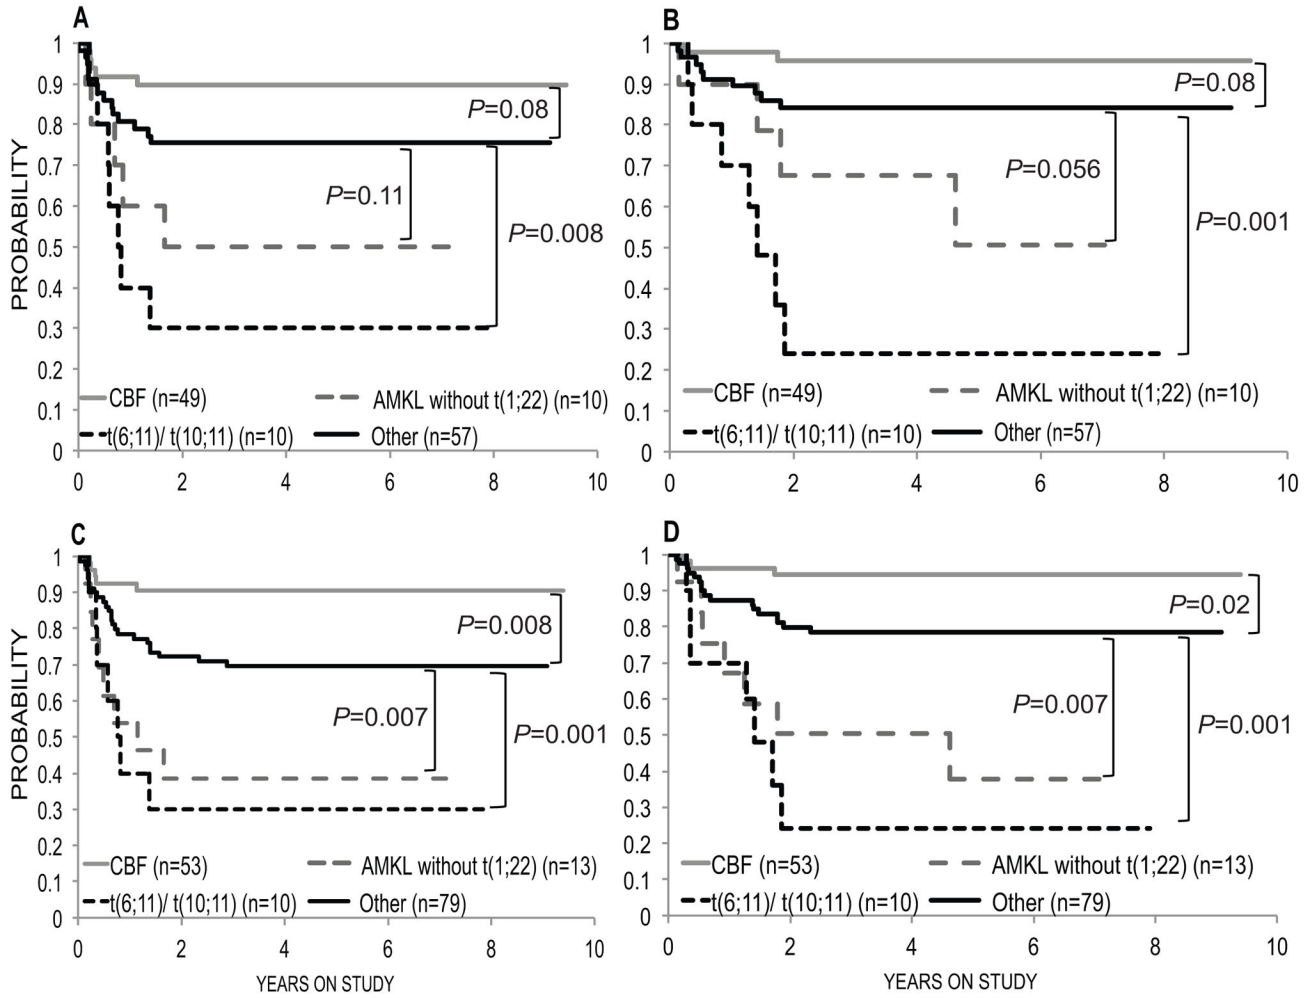 A
PROBABILITY
1
0.9
0.8
0.7
0.6
0.5
0.4
0.3
0.2
0.1
0
P=0.08
P=0.11
P=0.008
CBF (n=49)
AMKL without t(1;22) (n=10)
t(6;11)/ t(10;11) (n=10)
Other (n=57)
0 2 4 6 8 10
B
1
0.9
0.8
0.7
0.6
0.5
0.4
0.3
0.2
0.1
0
P=0.08
P=0.056
P=0.001
CBF (n=49)
AMKL without t(1;22) (n=10)
t(6;11)/ t(10;11) (n=10)
Other (n=57)
0 2 4 6 8 10
C
PROBABILITY
1
0.9
0.8
0.7
0.6
0.5
0.4
0.3
0.2
0.1
0
P=0.008
P=0.007
P=0.001
CBF (n=53)
AMKL without t(1;22) (n=13)
t(6;11)/ t(10;11) (n=10)
Other (n=79)
0 2 4 6 8 10
YEARS ON STUDY
D
1
0.9
0.8
0.7
0.6
0.5
0.4
0.3
0.2
0.1
0
P=0.02
P=0.007
P=0.001
CBF (n=53)
AMKL without t(1;22) (n=13)
t(6;11)/ t(10;11) (n=10)
Other (n=79)
0 2 4 6 8 10
YEARS ON STUDY